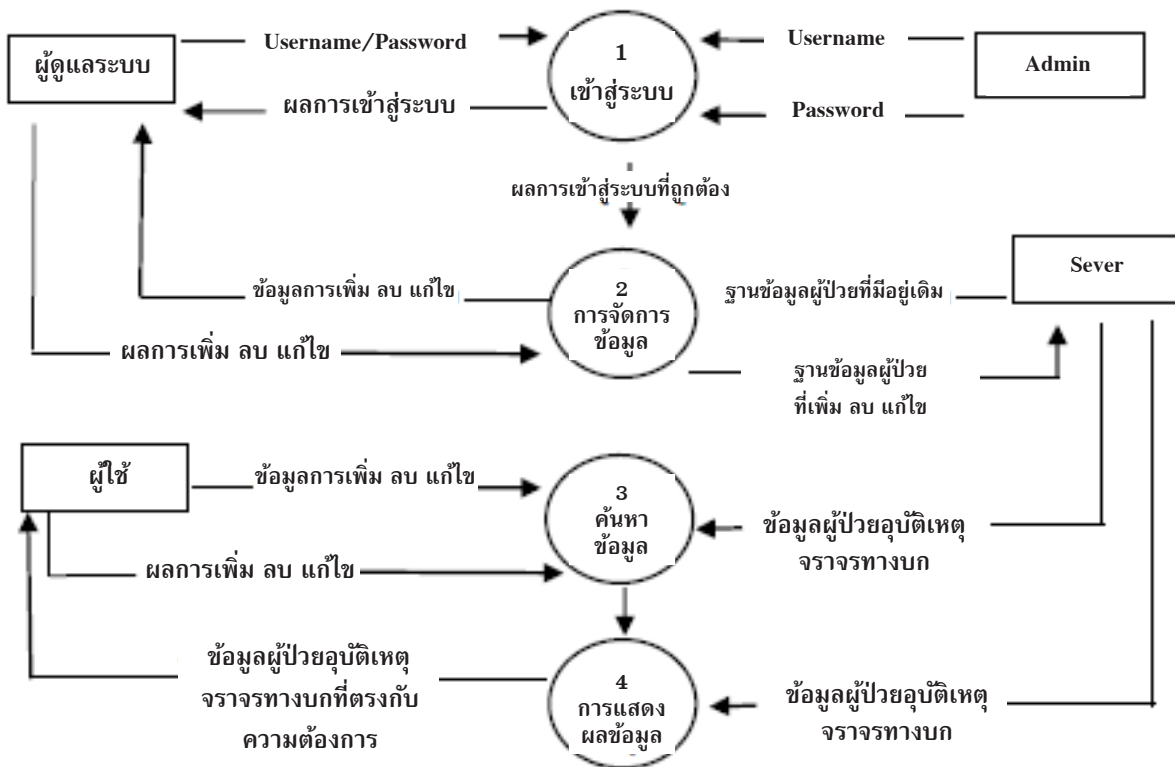 Username/Password
1
Username
ผู้ดูแลระบบ
เข้าสู่ระบบ
Admin
ผลการเข้าสู่ระบบ
Password
ผลการเข้าสู่ระบบที่ถูกต้อง
Sever
ข้อมูลการเพิ่ม ลบ แก้ไข
2
การจัดการ
ข้อมูล
ฐานข้อมูลผู้ป่วยที่มีอยู่เดิม
ผลการเพิ่ม ลบ แก้ไข
ฐานข้อมูลผู้ป่วย
ที่เพิ่ม ลบ แก้ไข
ผู้ใช้
ข้อมูลการเพิ่ม ลบ แก้ไข
3
ค้นหา
ข้อมูล
ข้อมูลผู้ป่วยอุบัติเหตุ
จราจรทางบก
ผลการเพิ่ม ลบ แก้ไข
ข้อมูลผู้ป่วยอุบัติเหตุ
จราจรทางบกที่ตรงกับ
ความต้องการ
4
การแสดง
ผลข้อมูล
ข้อมูลผู้ป่วยอุบัติเหตุ
จราจรทางบก